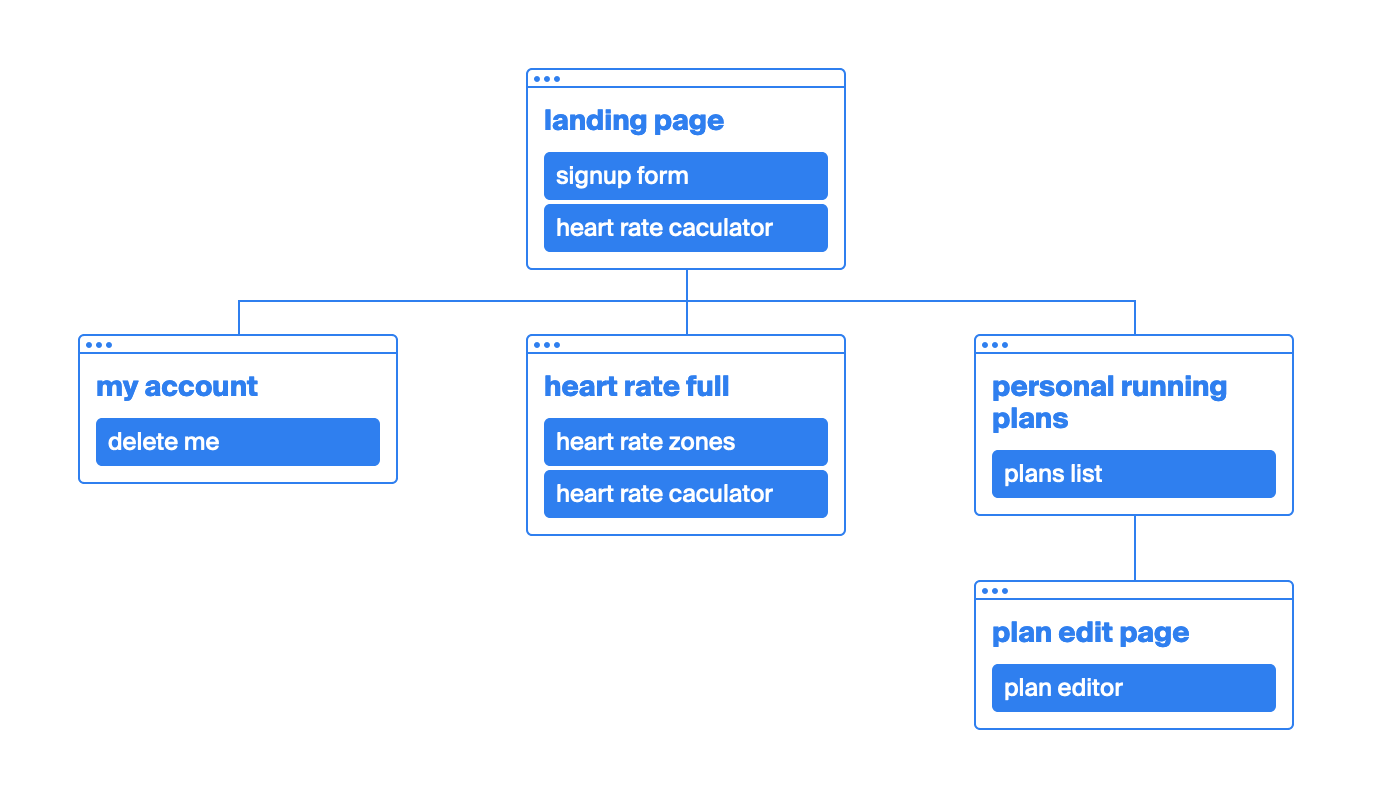 landing page
signup form
heart rate caculator
my account
delete me
heart rate full
heart rate zones
heart rate caculator
personal running
plans
plans list
plan edit page
plan editor